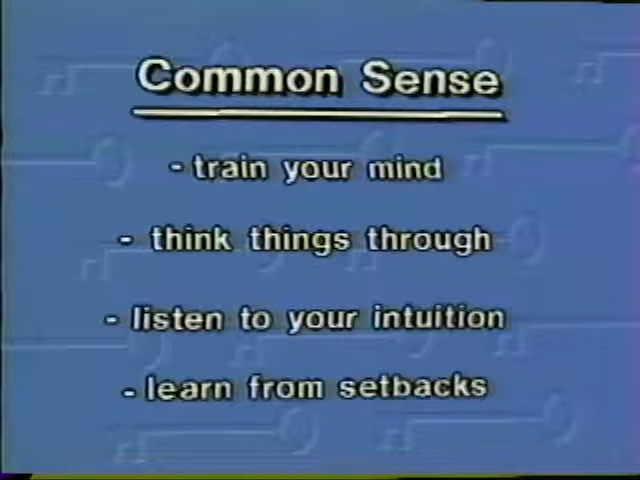 Common Sense
- train your mind
- think things through
- listen to your intuition
- learn from setbacks